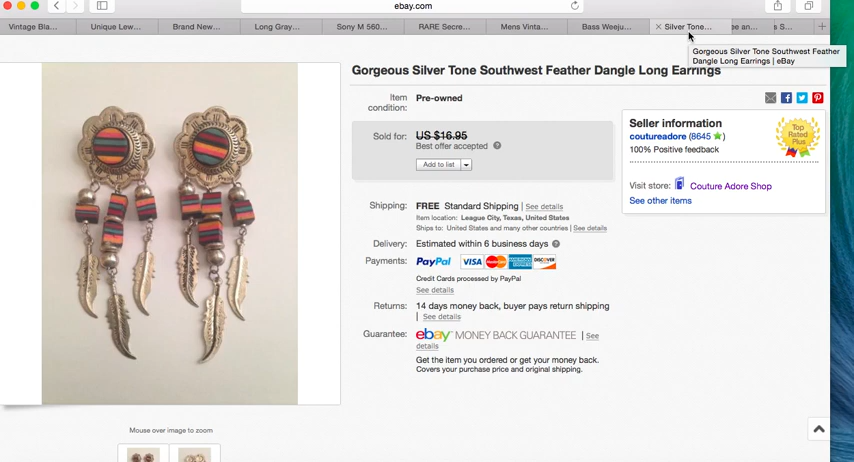 ebay.com
Vintage Bla... Unique Low... Brand New... Long Gray... Sony M 560... RARE Secre... Mens Vinta... Bass Weeju... Silver Tone... ee an... s S...
Gorgeous Silver Tone Southwest Feather
Dangle Long Earrings | eBay
Gorgeous Silver Tone Southwest Feather Dangle Long Earrings
Item condition: Pre-owned
Sold for: US $16.95
Best offer accepted
Add to list
Shipping: FREE Standard Shipping | See details
Item location: League City, Texas, United States
Ships to: United States and many other countries | See details
Delivery: Estimated within 6 business days
Payments: PayPal VISA MasterCard AMERICAN EXPRESS DISCOVER
Credit Cards processed by PayPal
See details
Returns: 14 days money back, buyer pays return shipping
| See details
Guarantee: ebay MONEY BACK GUARANTEE | See
details
Get the item you ordered or get your money back.
Covers your purchase price and original shipping.
Seller information
coutureadore (8645)
100% Positive feedback
Top
Rated
Plus
Visit store: Couture Adore Shop
See other items
Mouse over image to zoom